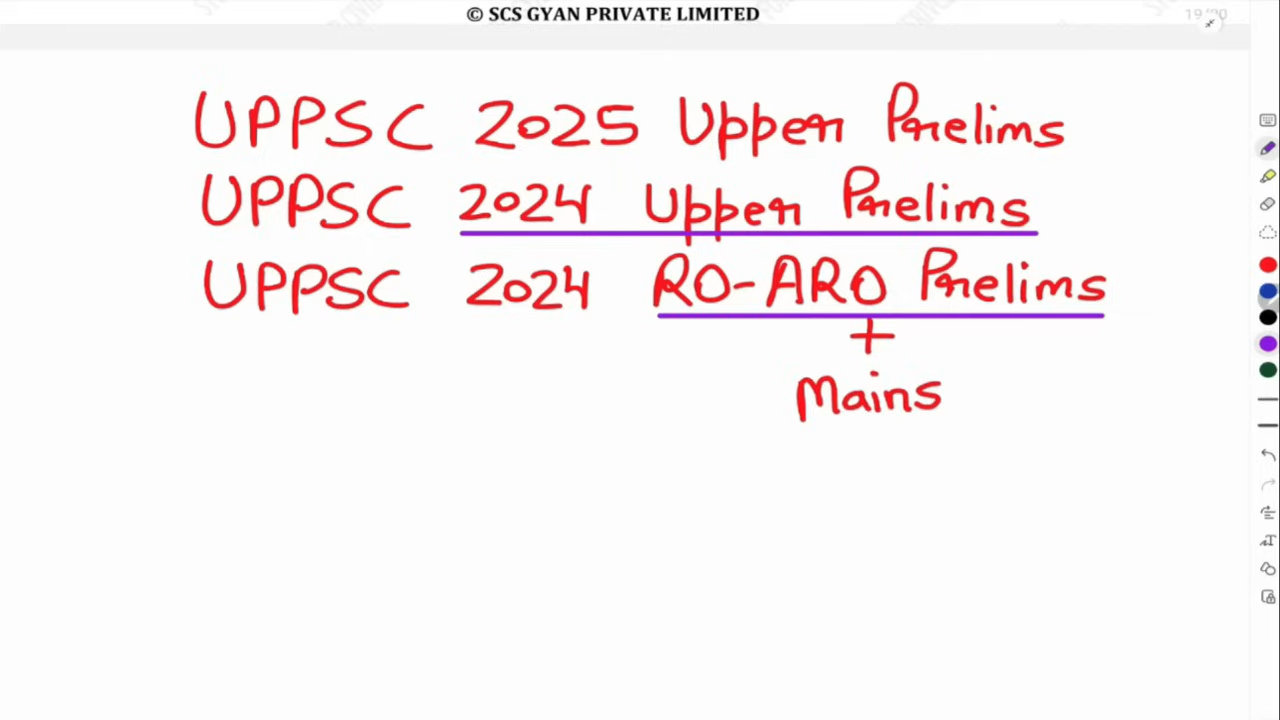 © SCS GYAN PRIVATE LIMITED
UPPSC 2025 Upper Prelims
UPPSC 2024 Upper Prelims
UPPSC 2024 RO-ARO Prelims
+
Mains